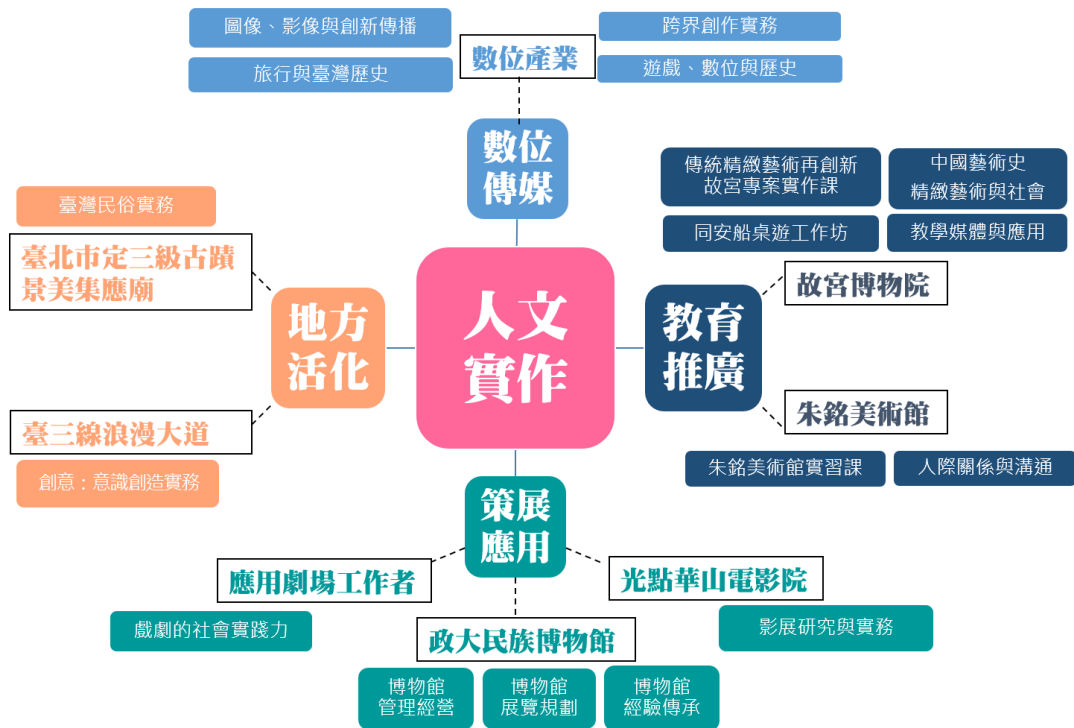 圖像、影像與創新傳播
跨界創作實務
數位產業
旅行與臺灣歷史
遊戲、數位與歷史
數位
傳媒
傳統精緻藝術再創新
故宮專案實作課
中國藝術史
精緻藝術與社會
同安船桌遊工作坊
教學媒體與應用
故宮博物院
臺灣民俗實務
臺北市定三級古蹟
景美集應廟
地方
活化
人文
實作
教育
推廣
臺三線浪漫大道
創意：意識創造實務
朱銘美術館
朱銘美術館實習課
人際關係與溝通
策展
應用
應用劇場工作者
戲劇的社會實踐力
光點華山電影院
影展研究與實務
政大民族博物館
博物館
管理經營
博物館
展覽規劃
博物館
經驗傳承